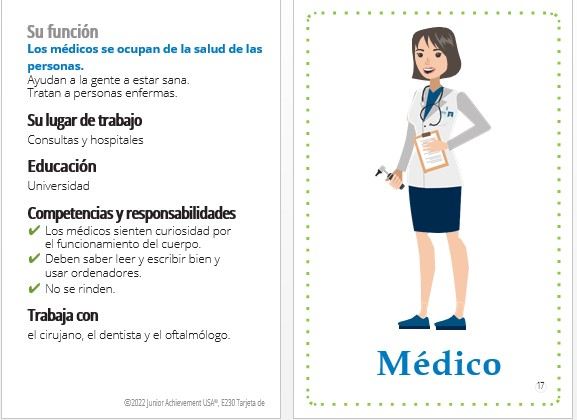 Su función
Los médicos se ocupan de la salud de las
personas.
Ayudan a la gente a estar sana.
Tratan a personas enfermas.
Su lugar de trabajo
Consultas y hospitales
Educación
Universidad
Competencias y responsabilidades
✓ Los médicos sienten curiosidad por
el funcionamiento del cuerpo.
✓ Deben saber leer y escribir bien y
usar ordenadores.
✓ No se rinden.
Trabaja con
el cirujano, el dentista y el oftalmólogo.
©2022 Junior Achievement USA®, E230 Tarjeta de
Médico
17